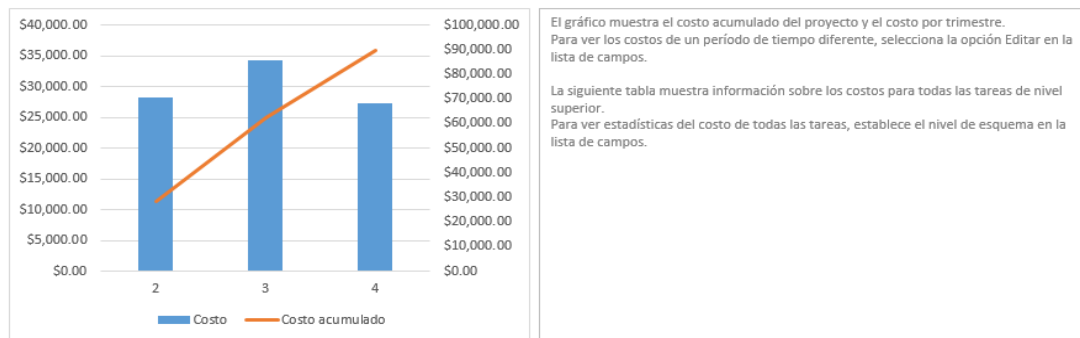 $40,000.00
$35,000.00
$30,000.00
$25,000.00
$20,000.00
$15,000.00
$10,000.00
$5,000.00
$0.00
$100,000.00
$90,000.00
$80,000.00
$70,000.00
$60,000.00
$50,000.00
$40,000.00
$30,000.00
$20,000.00
$10,000.00
$0.00
2 3 4
Costo Costo acumulado
El gráfico muestra el costo acumulado del proyecto y el costo por trimestre.
Para ver los costos de un período de tiempo diferente, selecciona la opción Editar en la
lista de campos.
La siguiente tabla muestra información sobre los costos para todas las tareas de nivel
superior.
Para ver estadísticas del costo de todas las tareas, establece el nivel de esquema en la
lista de campos.